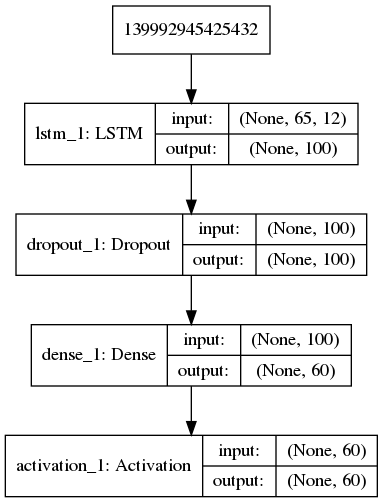 139992945425432
lstm_1: LSTM
input: (None, 65, 12)
output: (None, 100)
dropout_1: Dropout
input: (None, 100)
output: (None, 100)
dense_1: Dense
input: (None, 100)
output: (None, 60)
activation_1: Activation
input: (None, 60)
output: (None, 60)